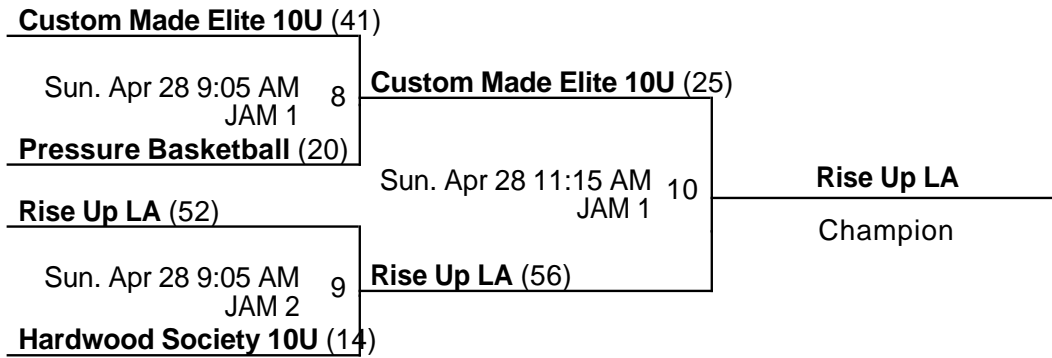 Custom Made Elite 10U (41)
Sun. Apr 28 9:05 AM
JAM 1
8
Pressure Basketball (20)
Rise Up LA (52)
Sun. Apr 28 9:05 AM
JAM 2
9
Hardwood Society 10U (14)
Custom Made Elite 10U (25)
Sun. Apr 28 11:15 AM
JAM 1
10
Rise Up LA (56)
Rise Up LA
Champion